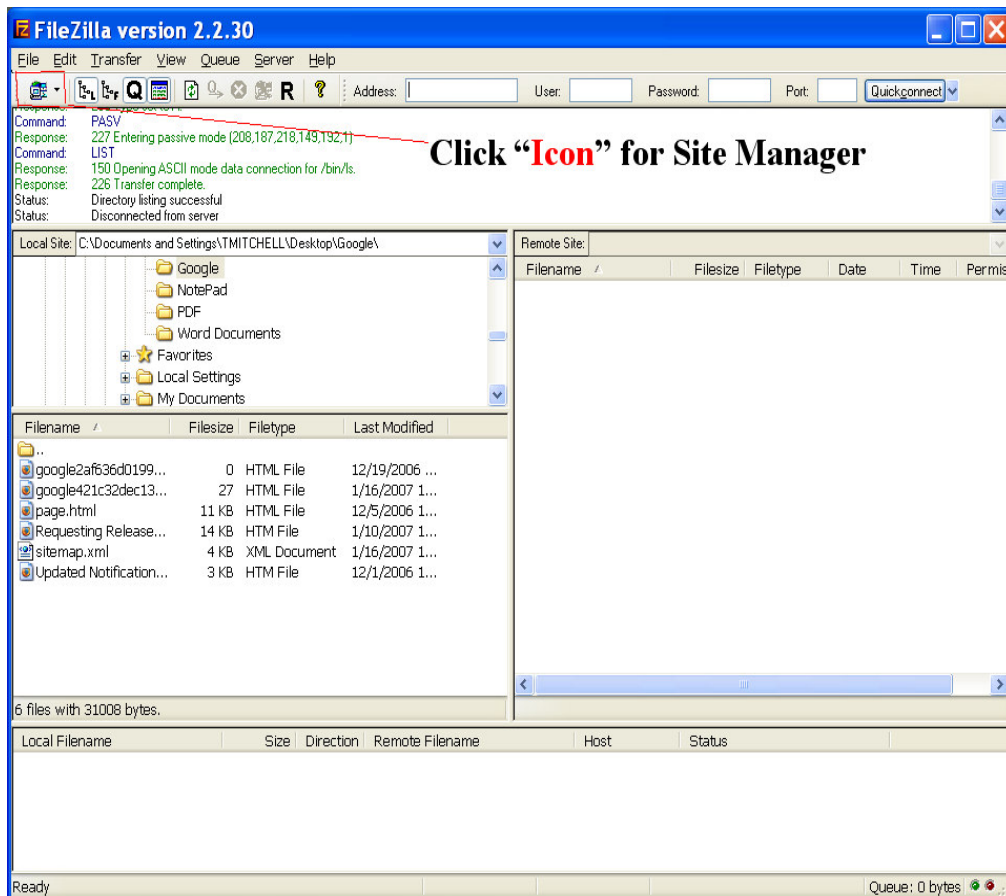 FileZilla version 2.2.30
File Edit Transfer View Queue Server Help
Address: User: Password: Port: Quickconnect
Response:
Command: PASV
Response: 227 Entering passive mode (208,187,218,149,192,1)
Command: LIST
Response: 150 Opening ASCII mode data connection for /bin/ls.
Response: 226 Transfer complete.
Status: Directory listing successful
Status: Disconnected from server
Click “Icon” for Site Manager
Local Site: C:\Documents and Settings\TMITCHELL\Desktop\Google\
Google
NotePad
PDF
Word Documents
Favorites
Local Settings
My Documents
Filename Filesize Filetype Last Modified
..
google2af636d0199... 0 HTML File 12/19/2006 ...
google421c32dec13... 27 HTML File 1/16/2007 1...
page.html 11 KB HTML File 12/5/2006 1...
Requesting Release... 14 KB HTM File 1/10/2007 1...
sitemap.xml 4 KB XML Document 1/16/2007 1...
Updated Notification... 3 KB HTM File 12/1/2006 1...
6 files with 31008 bytes.
Remote Site:
Filename Filesize Filetype Date Time Permis
Local Filename Size Direction Remote Filename Host Status
Ready Queue: 0 bytes